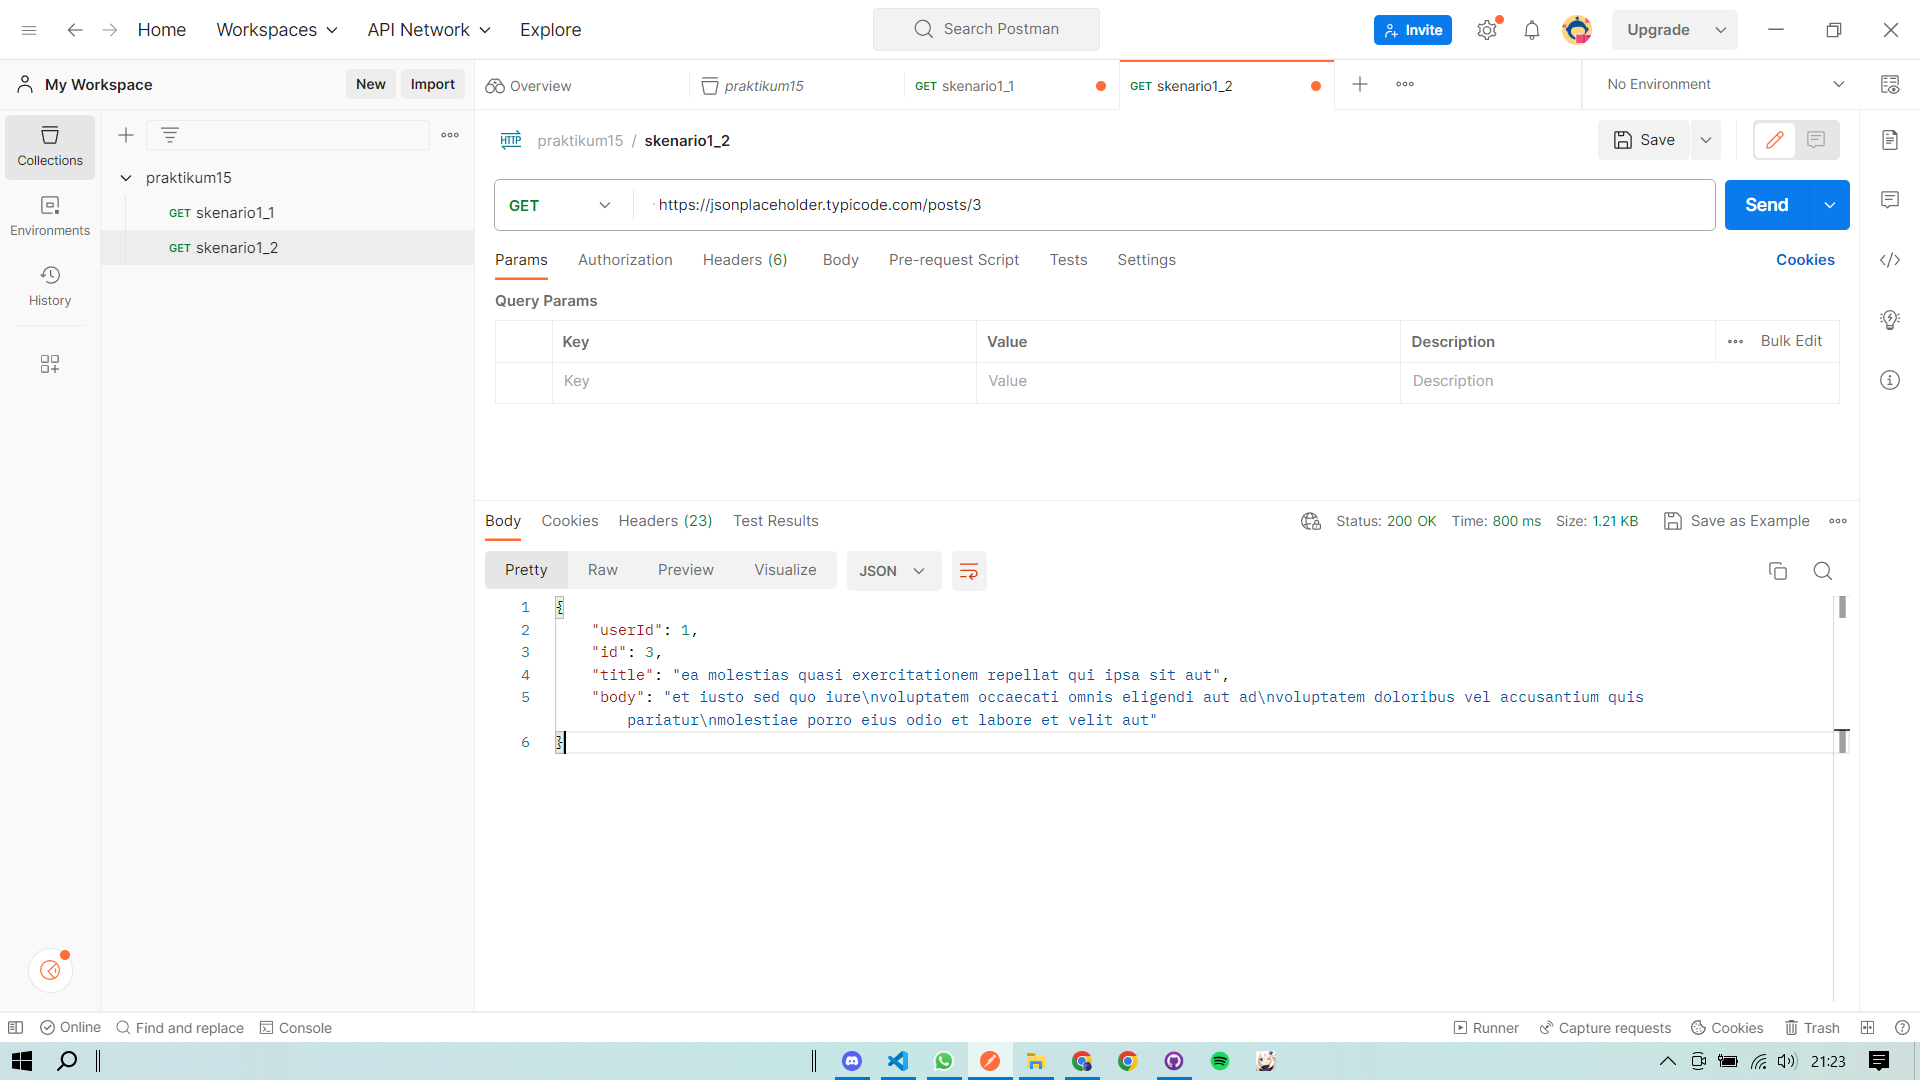 Home Workspaces API Network Explore Search Postman Invite Upgrade
My Workspace New Import Overview praktikum15 GET skenario1_1 GET skenario1_2 No Environment
Collections
Environments
History
praktikum15
GET skenario1_1
GET skenario1_2
HTTP praktikum15 / skenario1_2 Save
GET https://jsonplaceholder.typicode.com/posts/3 Send
Params Authorization Headers (6) Body Pre-request Script Tests Settings Cookies
Query Params
Key Value Description Bulk Edit
Key Value Description
Body Cookies Headers (23) Test Results Status: 200 OK Time: 800 ms Size: 1.21 KB Save as Example
Pretty Raw Preview Visualize JSON
1 {
2 "userId": 1,
3 "id": 3,
4 "title": "ea molestias quasi exercitationem repellat qui ipsa sit aut",
5 "body": "et iusto sed quo iure\nvoluptatem occaecati omnis eligendi aut ad\nvoluptatem doloribus vel accusantium quis
pariatur\nmolestiae porro eius odio et labore et velit aut"
6 }
Online Find and replace Console Runner Capture requests Cookies Trash
21:23